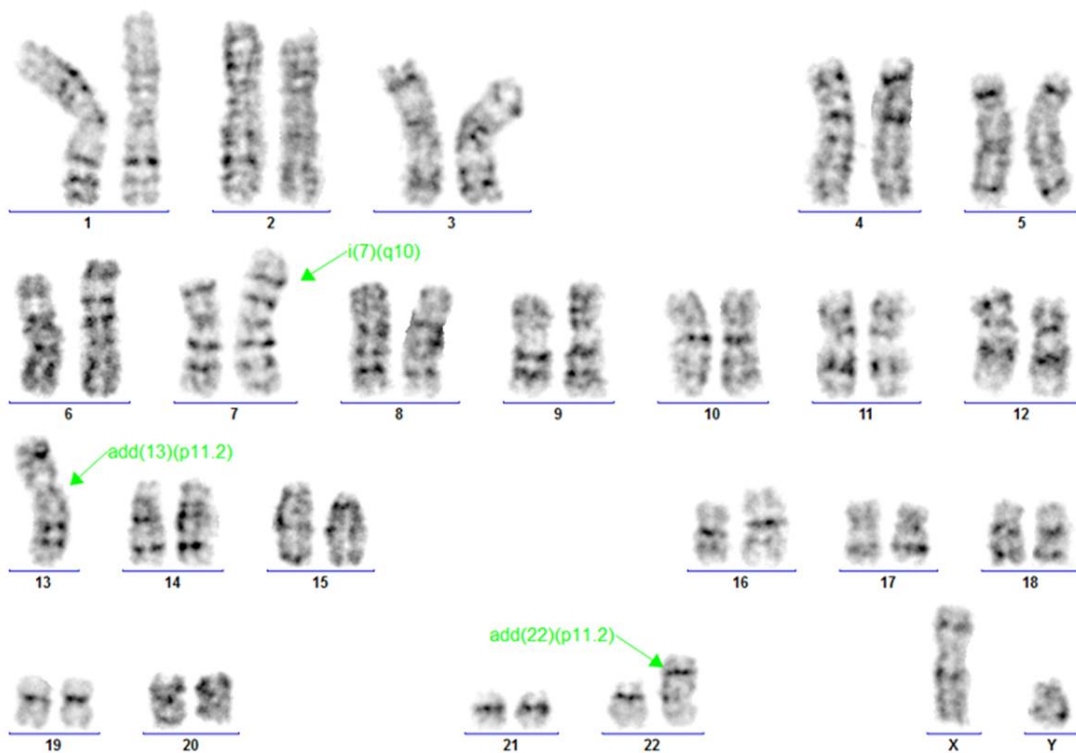 1 2 3 4 5
i(7)(q10)
6 7 8 9 10 11 12
add(13)(p11.2)
13 14 15 16 17 18
add(22)(p11.2)
19 20 21 22 X Y